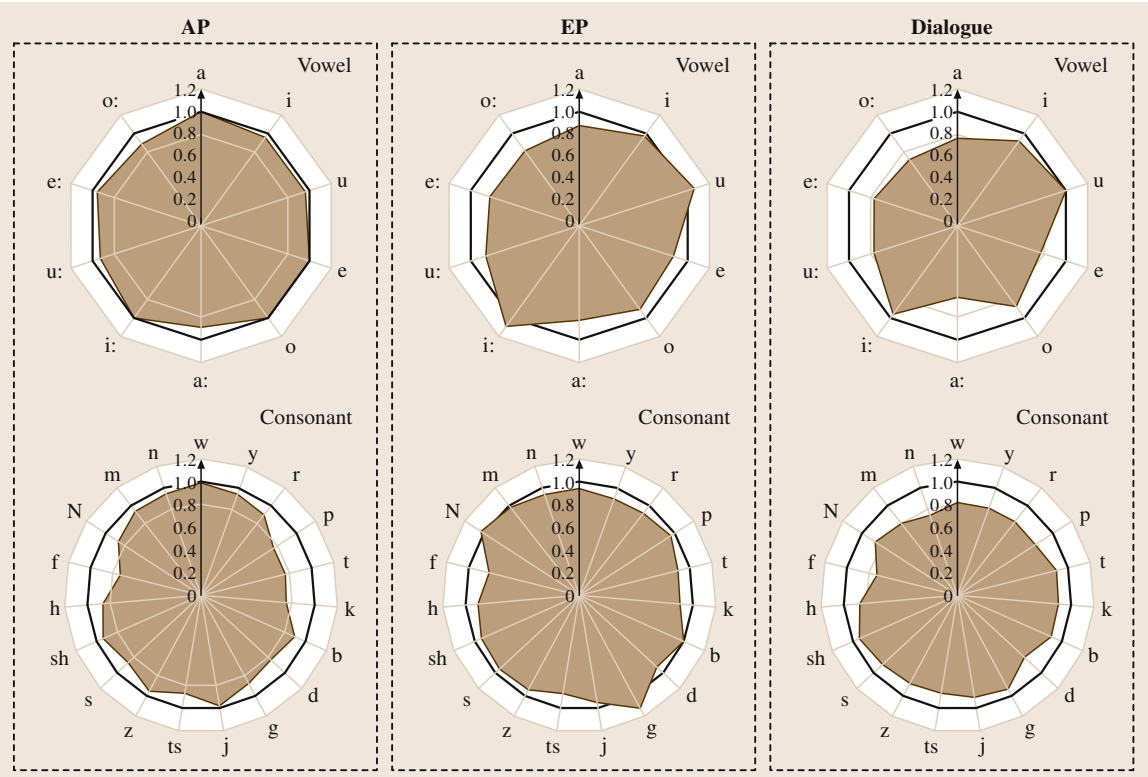 AP
EP
Dialogue
Vowel
a
i
u
e
o
a:
i:
u:
e:
o:
1.2
1.0
0.8
0.6
0.4
0.2
0
Vowel
a
i
u
e
o
a:
i:
u:
e:
o:
1.2
1.0
0.8
0.6
0.4
0.2
0
Vowel
a
i
u
e
o
a:
i:
u:
e:
o:
1.2
1.0
0.8
0.6
0.4
0.2
0
Consonant
w
y
r
p
t
k
b
d
g
j
ts
z
s
sh
h
f
N
m
n
1.2
1.0
0.8
0.6
0.4
0.2
0
Consonant
w
y
r
p
t
k
b
d
g
j
ts
z
s
sh
h
f
N
m
n
1.2
1.0
0.8
0.6
0.4
0.2
0
Consonant
w
y
r
p
t
k
b
d
g
j
ts
z
s
sh
h
f
N
m
n
1.2
1.0
0.8
0.6
0.4
0.2
0